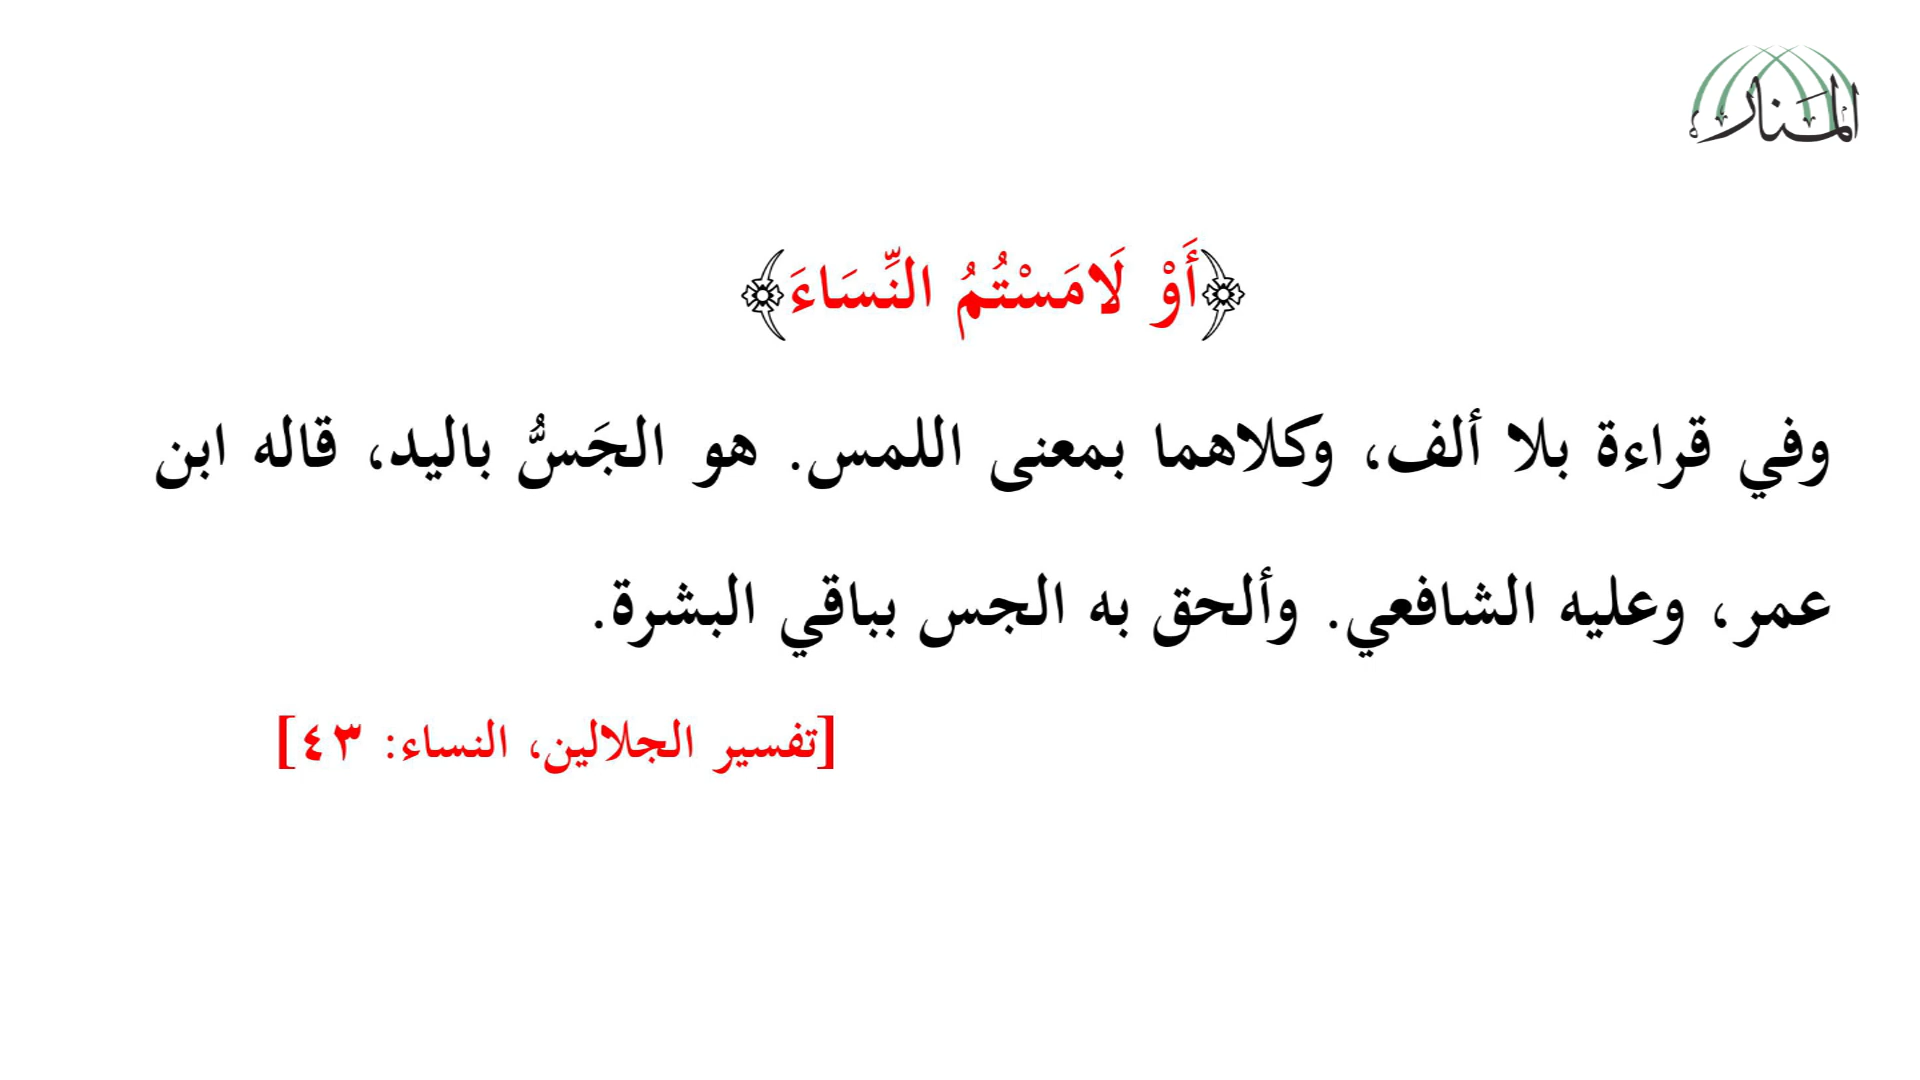 المنارة
﴿أَوْ لَامَسْتُمُ النِّسَاءَ﴾
وفي قراءة بلا ألف، وكلاهما بمعنى اللمس. هو الجَسُّ باليد، قاله ابن
عمر، وعليه الشافعي. وألحق به الجس بباقي البشرة.
[تفسير الجلالين، النساء: ٤٣]